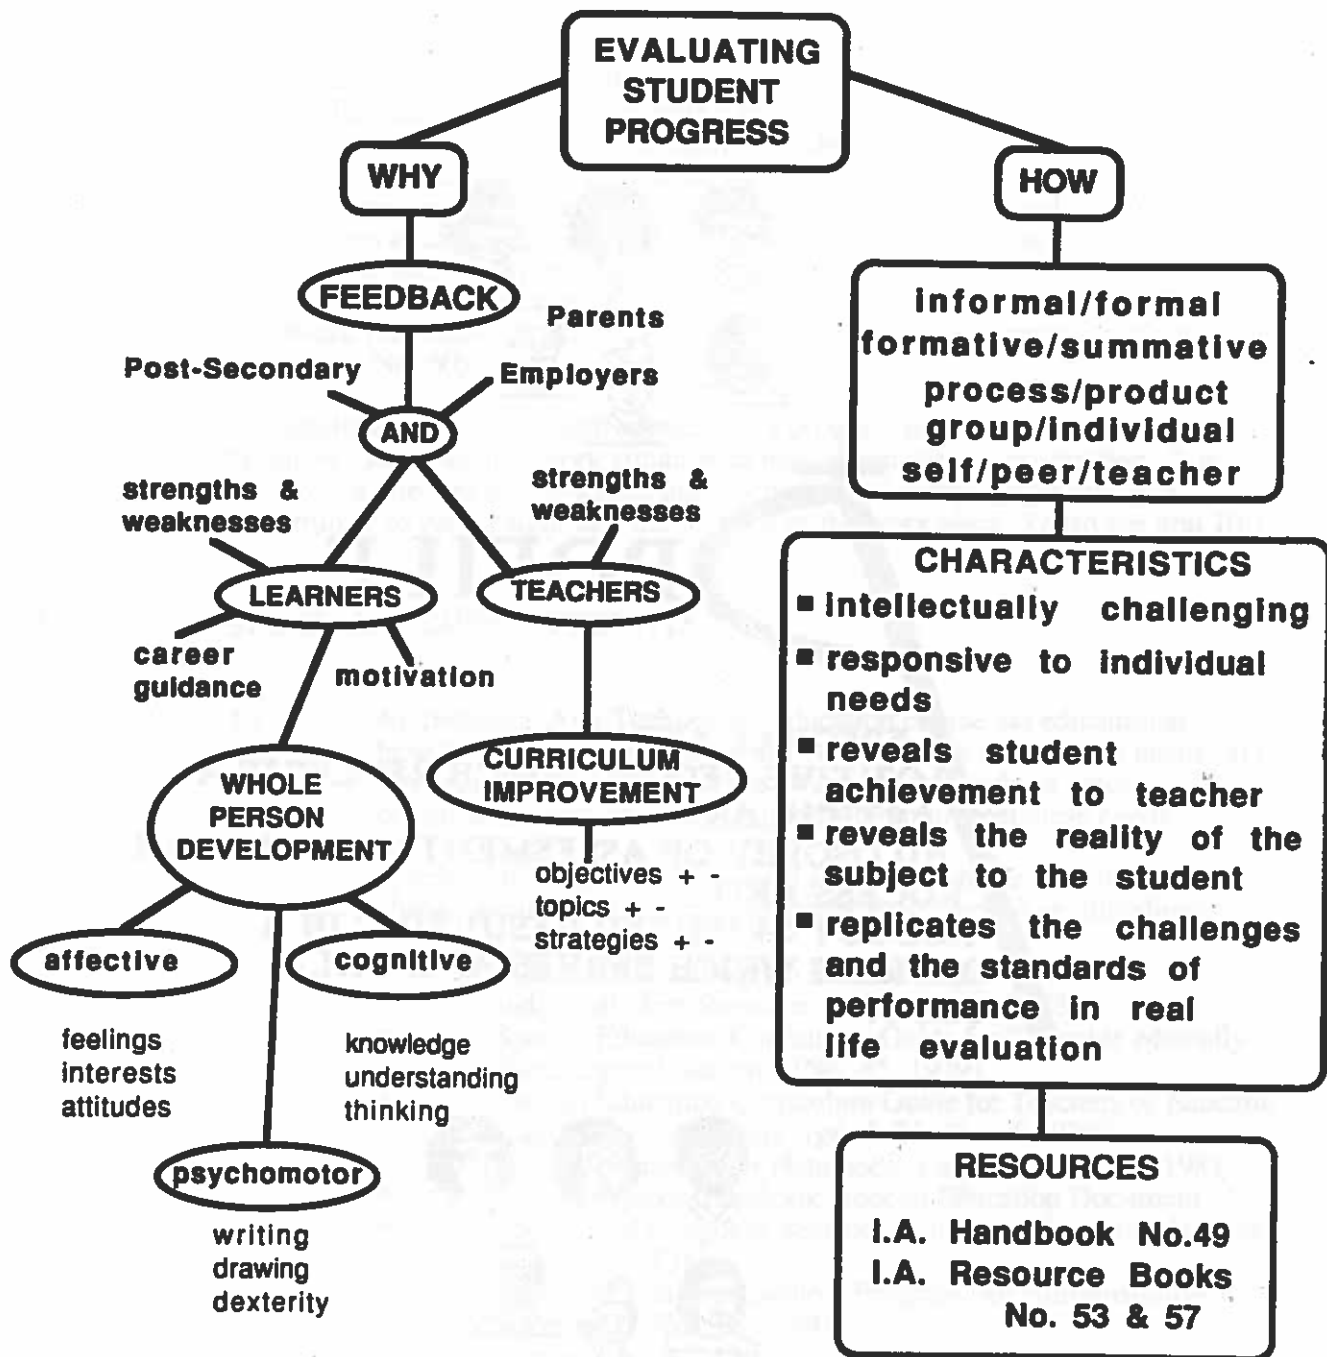 EVALUATING
STUDENT
PROGRESS
WHY
HOW
FEEDBACK
Parents
Post-Secondary
Employers
AND
strengths &
weaknesses
strengths &
weaknesses
LEARNERS
TEACHERS
career
guidance
motivation
WHOLE
PERSON
DEVELOPMENT
CURRICULUM
IMPROVEMENT
objectives + -
topics + -
strategies + -
affective
cognitive
feelings
interests
attitudes
knowledge
understanding
thinking
psychomotor
writing
drawing
dexterity
informal/formal
formative/summative
process/product
group/individual
self/peer/teacher
CHARACTERISTICS
▪ intellectually challenging
▪ responsive to individual
needs
▪ reveals student
achievement to teacher
▪ reveals the reality of the
subject to the student
▪ replicates the challenges
and the standards of
performance in real
life evaluation
RESOURCES
I.A. Handbook No.49
I.A. Resource Books
No. 53 & 57